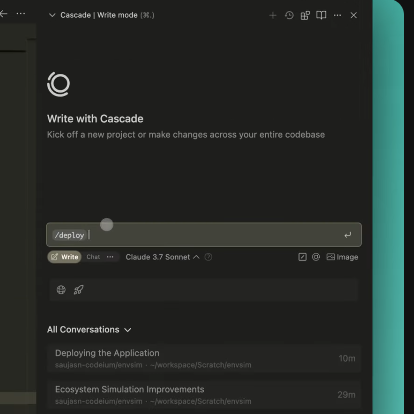 Cascade | Write mode (⌘.)
Write with Cascade
Kick off a new project or make changes across your entire codebase
/deploy
Write Chat ••• Claude 3.7 Sonnet @ Image
All Conversations
Deploying the Application 10m
saujasn-codeium/envsim · ~/workspace/Scratch/envsim
Ecosystem Simulation Improvements 29m
saujasn-codeium/envsim · ~/workspace/Scratch/envsim